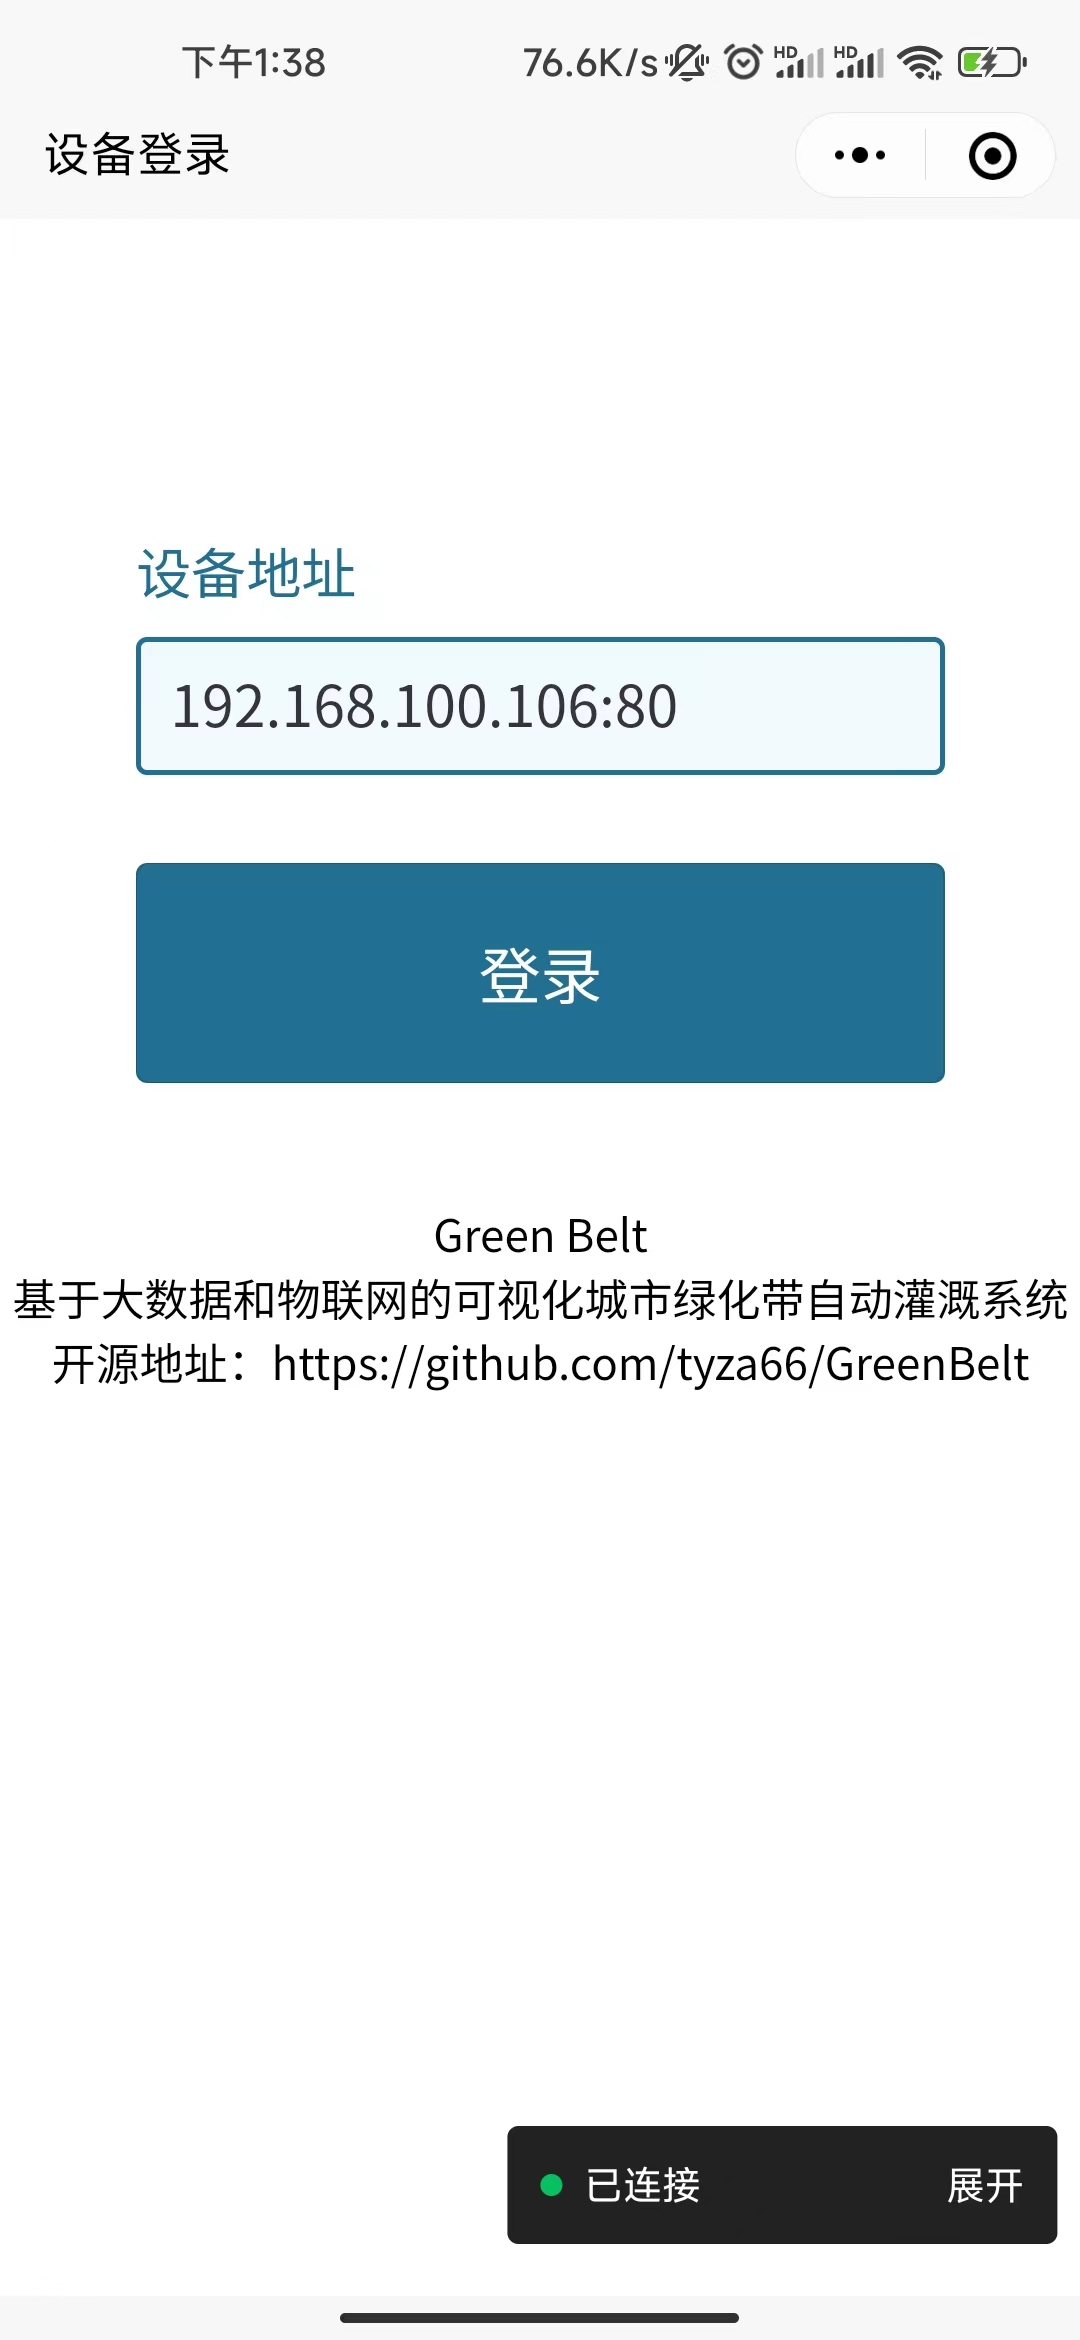 下午1:38
76.6K/s
HD HD
设备登录
设备地址
192.168.100.106:80
登录
Green Belt
基于大数据和物联网的可视化城市绿化带自动灌溉系统
开源地址：https://github.com/tyza66/GreenBelt
已连接
展开